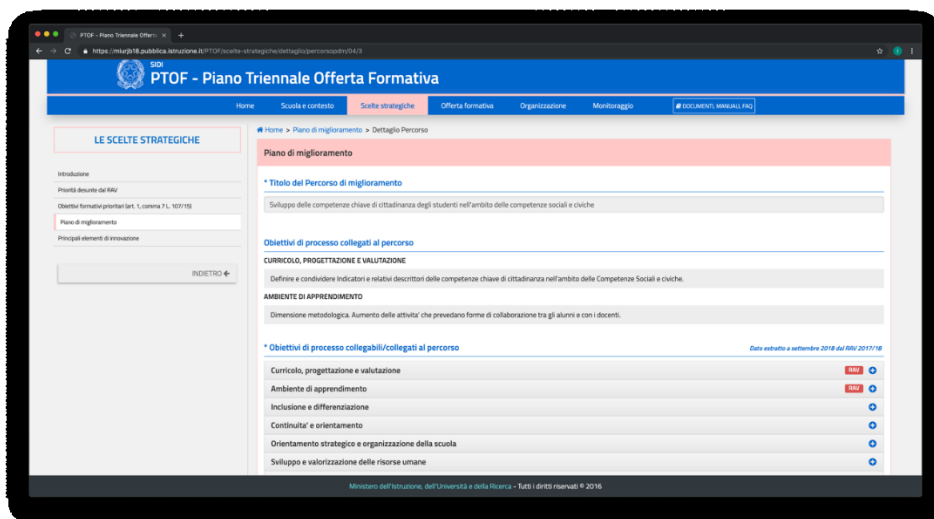 PTOF - Piano Triennale Offerta
https://miurjb18.pubblica.istruzione.it/PTOF/scelte-strategiche/dettaglio/percorsopdm/04/3
SIDI
PTOF - Piano Triennale Offerta Formativa
Home Scuola e contesto Scelte strategiche Offerta formativa Organizzazione Monitoraggio DOCUMENTI, MANUALI, FAQ
LE SCELTE STRATEGICHE
Introduzione
Priorità desunte dal RAV
Obiettivi formativi prioritari (art. 1, comma 7 L. 107/15)
Piano di miglioramento
Principali elementi di innovazione
INDIETRO
Home > Piano di miglioramento > Dettaglio Percorso
Piano di miglioramento
* Titolo del Percorso di miglioramento
Sviluppo delle competenze chiave di cittadinanza degli studenti nell'ambito delle competenze sociali e civiche
Obiettivi di processo collegati al percorso
CURRICOLO, PROGETTAZIONE E VALUTAZIONE
Definire e condividere Indicatori e relativi descrittori delle competenze chiave di cittadinanza nell'ambito delle Competenze Sociali e civiche.
AMBIENTE DI APPRENDIMENTO
Dimensione metodologica. Aumento delle attivita' che prevedano forme di collaborazione tra gli alunni e con i docenti.
* Obiettivi di processo collegabili/collegati al percorso
Dato estratto a settembre 2018 dal RAV 2017/18
Curricolo, progettazione e valutazione RAV
Ambiente di apprendimento RAV
Inclusione e differenziazione
Continuita' e orientamento
Orientamento strategico e organizzazione della scuola
Sviluppo e valorizzazione delle risorse umane
Ministero dell'Istruzione, dell'Università e della Ricerca - Tutti i diritti riservati © 2016